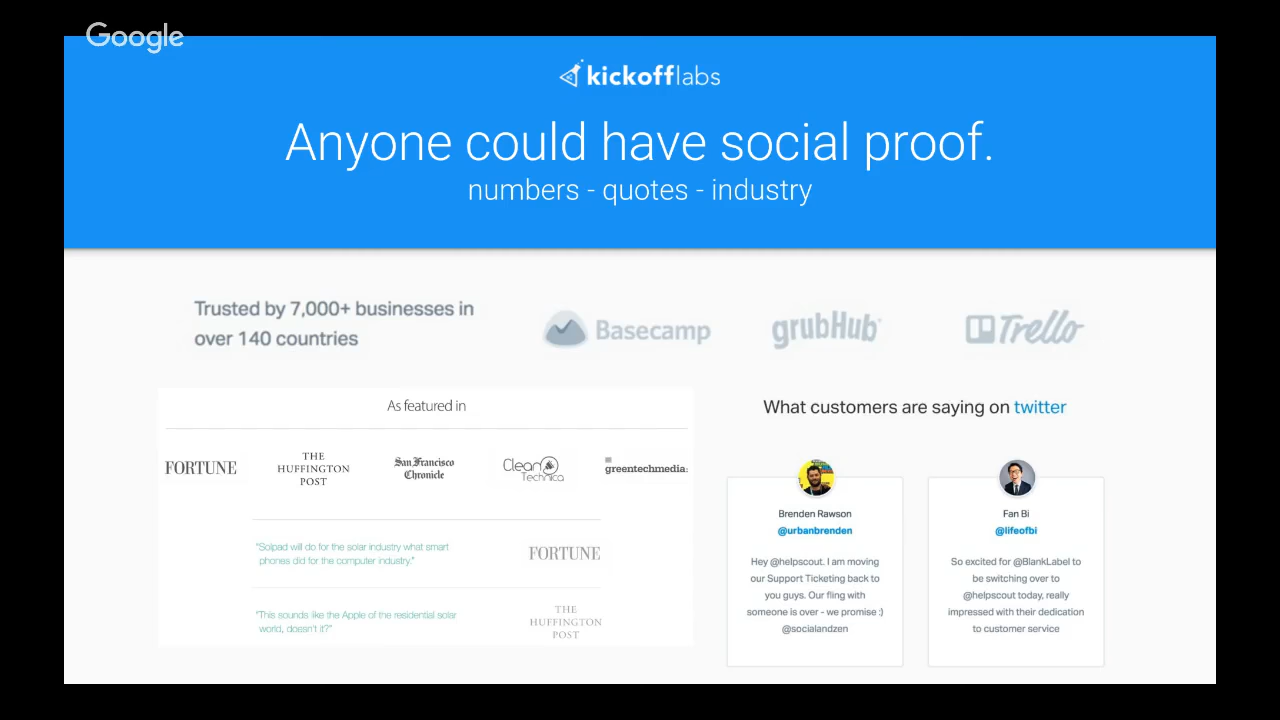 Google
kickofflabs
Anyone could have social proof.
numbers - quotes - industry
Trusted by 7,000+ businesses in
over 140 countries
Basecamp
grubHub
Trello
As featured in
FORTUNE
THE
HUFFINGTON
POST
San Francisco
Chronicle
CleanTechnica
greentechmedia:
"Solpad will do for the solar industry what smart
phones did for the computer industry."
FORTUNE
"This sounds like the Apple of the residential solar
world, doesn't it?"
THE
HUFFINGTON
POST
What customers are saying on twitter
Brenden Rawson
@urbanbrenden
Hey @helpscout. I am moving
our Support Ticketing back to
you guys. Our fling with
someone is over - we promise :)
@socialandzen
Fan Bi
@lifeofbi
So excited for @BlankLabel to
be switching over to
@helpscout today, really
impressed with their dedication
to customer service